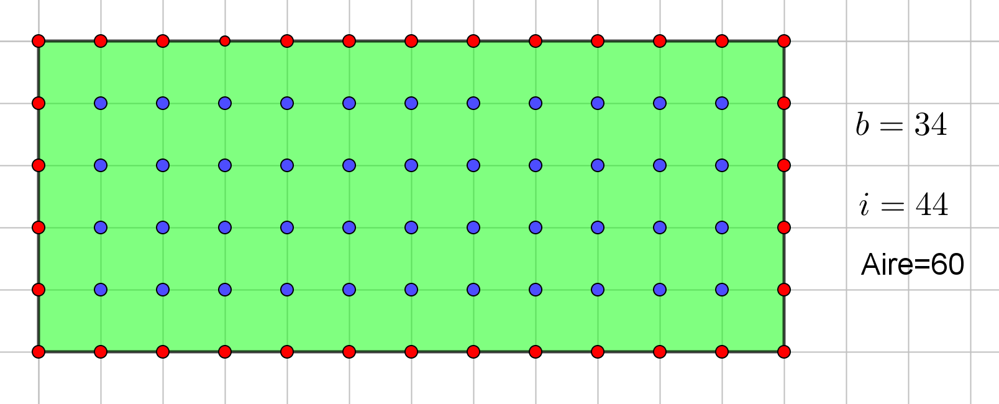 b = 34
i = 44
Aire=60